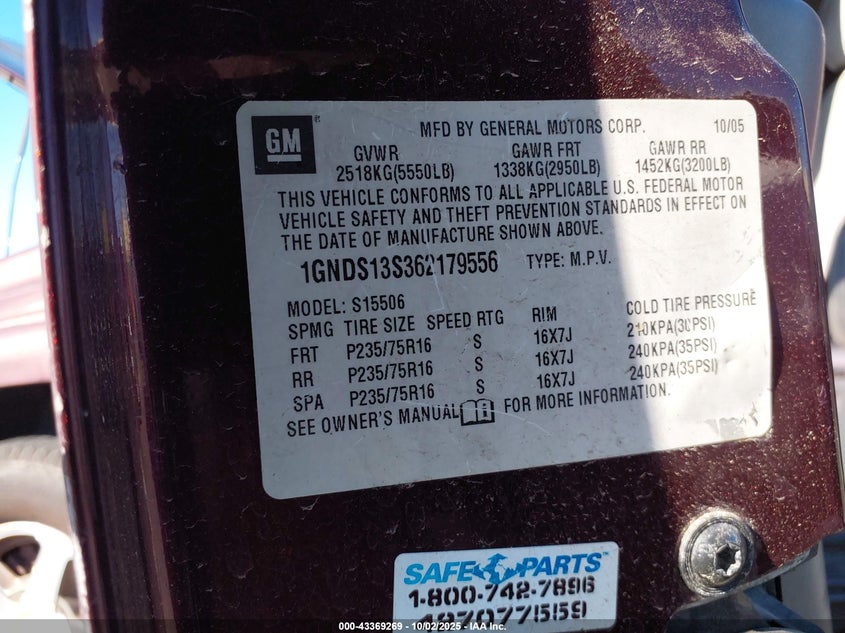 GM
MFD BY GENERAL MOTORS CORP. 10/05
GVWR GAWR FRT GAWR RR
2518KG(5550LB) 1338KG(2950LB) 1452KG(3200LB)
THIS VEHICLE CONFORMS TO ALL APPLICABLE U.S. FEDERAL MOTOR
VEHICLE SAFETY AND THEFT PREVENTION STANDARDS IN EFFECT ON
THE DATE OF MANUFACTURE SHOWN ABOVE.
1GNDS13S362179556 TYPE: M.P.V.
MODEL: S15506
SPMG TIRE SIZE SPEED RTG RIM COLD TIRE PRESSURE
FRT P235/75R16 S 16X7J 210KPA(30PSI)
RR P235/75R16 S 16X7J 240KPA(35PSI)
SPA P235/75R16 S 16X7J 240KPA(35PSI)
SEE OWNER'S MANUAL FOR MORE INFORMATION.
SAFE PARTS™
1-800-742-7896
000-43369269 - 10/02/2025 - IAA Inc.